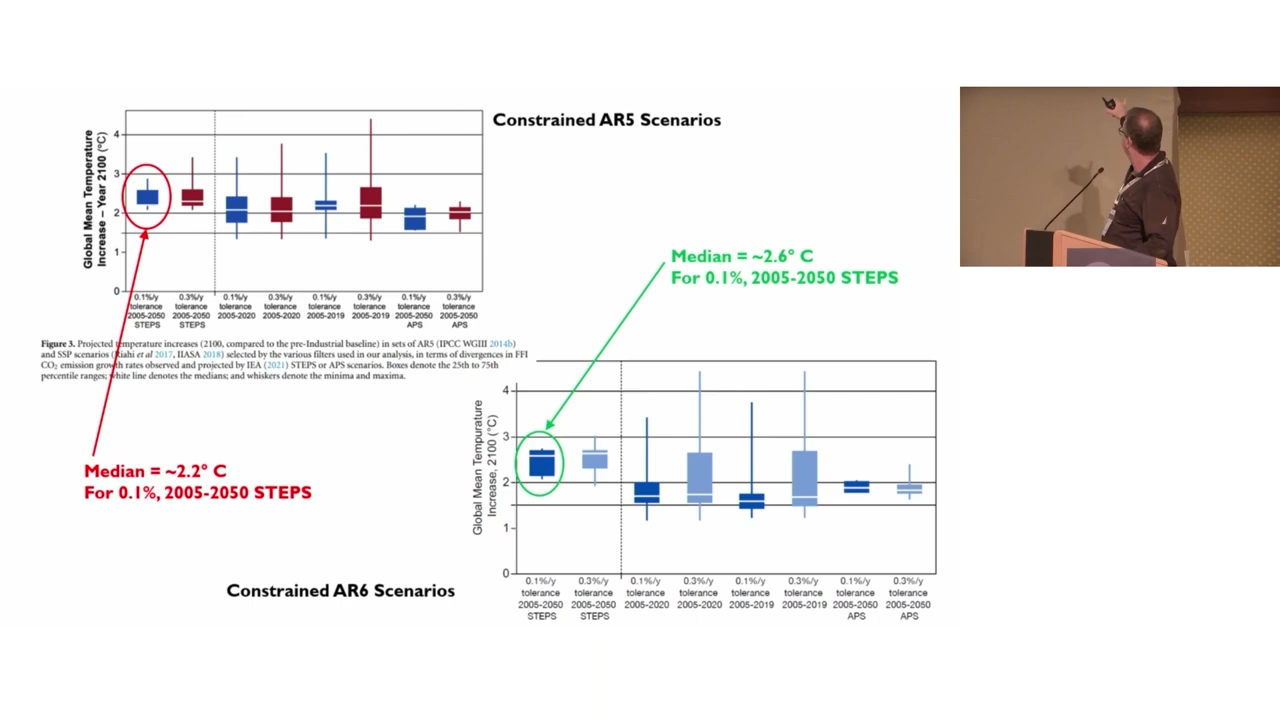 Constrained AR5 Scenarios
Global Mean Temperature
Increase – Year 2100 (°C)
4
3
2
1
0
0.1%/y
tolerance
2005-2050
STEPS
0.3%/y
tolerance
2005-2050
STEPS
0.1%/y
tolerance
2005-2020
0.3%/y
tolerance
2005-2020
0.1%/y
tolerance
2005-2019
0.3%/y
tolerance
2005-2019
0.1%/y
tolerance
2005-2050
APS
0.3%/y
tolerance
2005-2050
APS
Figure 3. Projected temperature increases (2100, compared to the pre-Industrial baseline) in sets of AR5 (IPCC WGIII 2014b)
and SSP scenarios (Riahi et al 2017, IIASA 2018) selected by the various filters used in our analysis, in terms of divergences in FFI
CO2 emission growth rates observed and projected by IEA (2021) STEPS or APS scenarios. Boxes denote the 25th to 75th
percentile ranges; white line denotes the medians; and whiskers denote the minima and maxima.
Median = ~2.6° C
For 0.1%, 2005-2050 STEPS
Median = ~2.2° C
For 0.1%, 2005-2050 STEPS
Global Mean Tempurature
Increase, 2100 (°C)
4
3
2
1
0
0.1%/y
tolerance
2005-2050
STEPS
0.3%/y
tolerance
2005-2050
STEPS
0.1%/y
tolerance
2005-2020
0.3%/y
tolerance
2005-2020
0.1%/y
tolerance
2005-2019
0.3%/y
tolerance
2005-2019
0.1%/y
tolerance
2005-2050
APS
0.3%/y
tolerance
2005-2050
APS
Constrained AR6 Scenarios